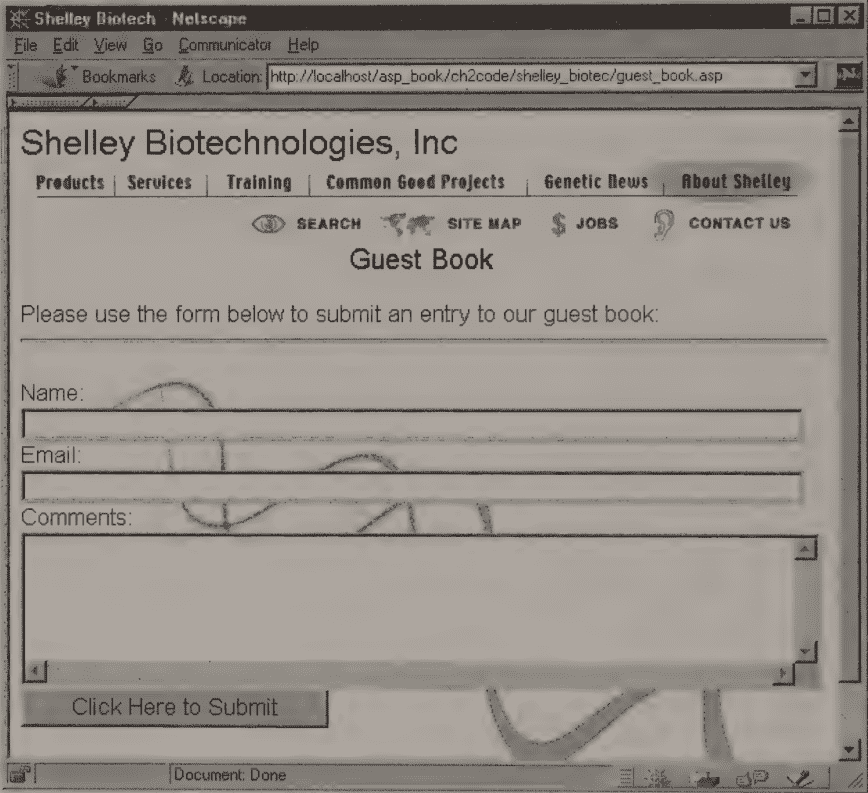 Shelley Biotech - Netscape
File Edit View Go Communicator Help
Bookmarks Location: http://localhost/asp_book/ch2code/shelley_biotec/guest_book.asp
Shelley Biotechnologies, Inc
Products Services Training Common Good Projects Genetic News About Shelley
SEARCH SITE MAP $ JOBS CONTACT US
Guest Book
Please use the form below to submit an entry to our guest book:
Name:
Email:
Comments:
Click Here to Submit
Document: Done